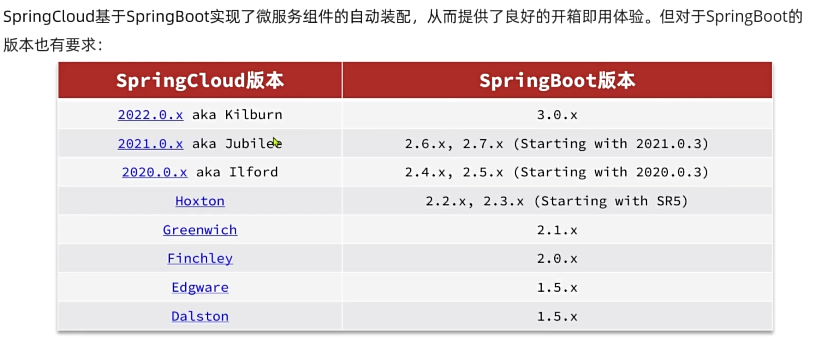 SpringCloud基于SpringBoot实现了微服务组件的自动装配，从而提供了良好的开箱即用体验。但对于SpringBoot的
版本也有要求：
SpringCloud版本 SpringBoot版本
2022.0.x aka Kilburn 3.0.x
2021.0.x aka Jubilee 2.6.x, 2.7.x (Starting with 2021.0.3)
2020.0.x aka Ilford 2.4.x, 2.5.x (Starting with 2020.0.3)
Hoxton 2.2.x, 2.3.x (Starting with SR5)
Greenwich 2.1.x
Finchley 2.0.x
Edgware 1.5.x
Dalston 1.5.x